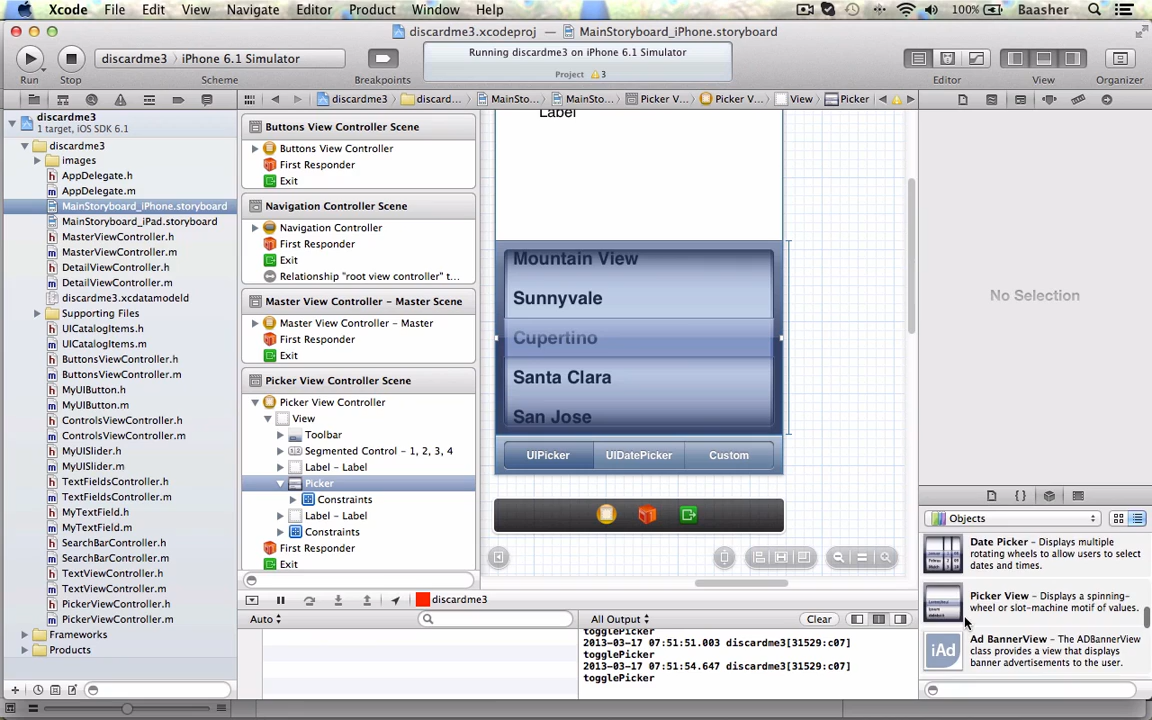 Xcode File Edit View Navigate Editor Product Window Help 100% Baasher
discardme3.xcodeproj — MainStoryboard_iPhone.storyboard
discardme3 iPhone 6.1 Simulator
Running discardme3 on iPhone 6.1 Simulator
Project 3
Run Stop Scheme Breakpoints Editor View Organizer
discardme3 discard... MainSto... MainSto... Picker V... Picker V... View Picker
discardme3
1 target, iOS SDK 6.1
discardme3
images
AppDelegate.h
AppDelegate.m
MainStoryboard_iPhone.storyboard
MainStoryboard_iPad.storyboard
MasterViewController.h
MasterViewController.m
DetailViewController.h
DetailViewController.m
discardme3.xcdatamodeld
Supporting Files
UICatalogItems.h
UICatalogItems.m
ButtonsViewController.h
ButtonsViewController.m
MyUIButton.h
MyUIButton.m
ControlsViewController.h
ControlsViewController.m
MyUISlider.h
MyUISlider.m
TextFieldsController.h
TextFieldsController.m
MyTextField.h
MyTextField.m
SearchBarController.h
SearchBarController.m
TextViewController.h
TextViewController.m
PickerViewController.h
PickerViewController.m
Frameworks
Products
Buttons View Controller Scene
Buttons View Controller
First Responder
Exit
Navigation Controller Scene
Navigation Controller
First Responder
Exit
Relationship "root view controller" t...
Master View Controller – Master Scene
Master View Controller – Master
First Responder
Exit
Picker View Controller Scene
Picker View Controller
View
Toolbar
Segmented Control – 1, 2, 3, 4
Label – Label
Picker
Constraints
Label – Label
Constraints
First Responder
Exit
Label
Mountain View
Sunnyvale
Cupertino
Santa Clara
San Jose
UIPicker UIDatePicker Custom
discardme3
Auto All Output Clear
togglePicker
2013-03-17 07:51:51.003 discardme3[31529:c07]
togglePicker
2013-03-17 07:51:54.647 discardme3[31529:c07]
togglePicker
No Selection
Objects
Date Picker – Displays multiple
rotating wheels to allow users to select
dates and times.
Picker View – Displays a spinning-
wheel or slot-machine motif of values.
iAd
Ad BannerView – The ADBannerView
class provides a view that displays
banner advertisements to the user.